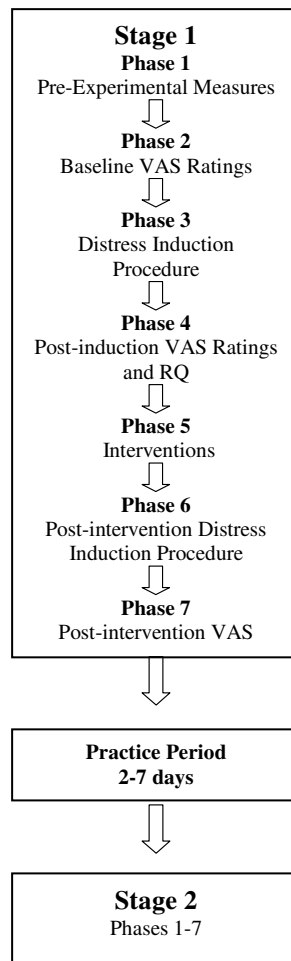 Stage 1
Phase 1
Pre-Experimental Measures
Phase 2
Baseline VAS Ratings
Phase 3
Distress Induction
Procedure
Phase 4
Post-induction VAS Ratings
and RQ
Phase 5
Interventions
Phase 6
Post-intervention Distress
Induction Procedure
Phase 7
Post-intervention VAS
Practice Period
2-7 days
Stage 2
Phases 1-7